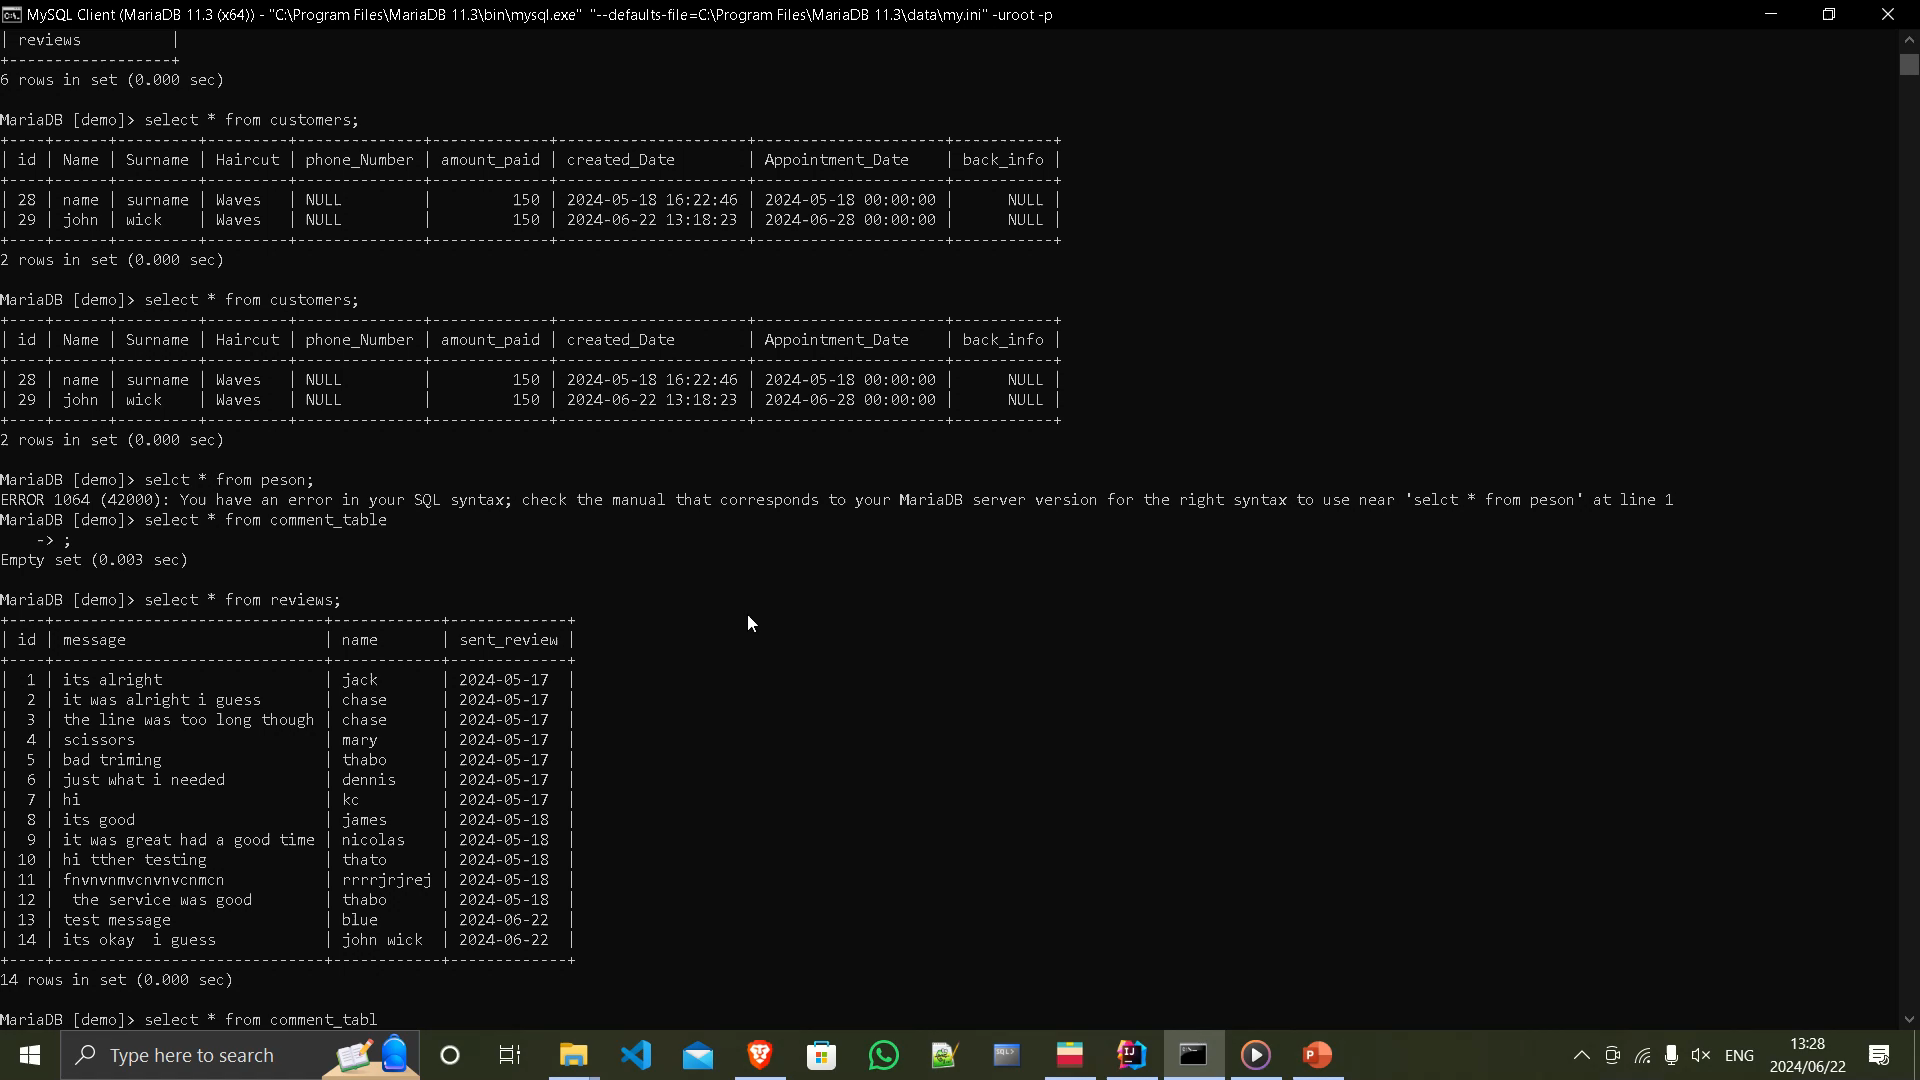 MySQL Client (MariaDB 11.3 (x64)) - "C:\Program Files\MariaDB 11.3\bin\mysql.exe"  "--defaults-file=C:\Program Files\MariaDB 11.3\data\my.ini" -uroot -p
| reviews          |
+------------------+
6 rows in set (0.000 sec)
MariaDB [demo]> select * from customers;
+----+------+---------+---------+--------------+-------------+---------------------+---------------------+-----------+
| id | Name | Surname | Haircut | phone_Number | amount_paid | created_Date        | Appointment_Date    | back_info |
+----+------+---------+---------+--------------+-------------+---------------------+---------------------+-----------+
| 28 | name | surname | Waves   | NULL         |         150 | 2024-05-18 16:22:46 | 2024-05-18 00:00:00 |      NULL |
| 29 | john | wick    | Waves   | NULL         |         150 | 2024-06-22 13:18:23 | 2024-06-28 00:00:00 |      NULL |
+----+------+---------+---------+--------------+-------------+---------------------+---------------------+-----------+
2 rows in set (0.000 sec)
MariaDB [demo]> select * from customers;
+----+------+---------+---------+--------------+-------------+---------------------+---------------------+-----------+
| id | Name | Surname | Haircut | phone_Number | amount_paid | created_Date        | Appointment_Date    | back_info |
+----+------+---------+---------+--------------+-------------+---------------------+---------------------+-----------+
| 28 | name | surname | Waves   | NULL         |         150 | 2024-05-18 16:22:46 | 2024-05-18 00:00:00 |      NULL |
| 29 | john | wick    | Waves   | NULL         |         150 | 2024-06-22 13:18:23 | 2024-06-28 00:00:00 |      NULL |
+----+------+---------+---------+--------------+-------------+---------------------+---------------------+-----------+
2 rows in set (0.000 sec)
MariaDB [demo]> selct * from peson;
ERROR 1064 (42000): You have an error in your SQL syntax; check the manual that corresponds to your MariaDB server version for the right syntax to use near 'selct * from peson' at line 1
MariaDB [demo]> select * from comment_table
    -> ;
Empty set (0.003 sec)
MariaDB [demo]> select * from reviews;
+----+------------------------------+------------+-------------+
| id | message                      | name       | sent_review |
+----+------------------------------+------------+-------------+
|  1 | its alright                  | jack       | 2024-05-17  |
|  2 | it was alright i guess       | chase      | 2024-05-17  |
|  3 | the line was too long though | chase      | 2024-05-17  |
|  4 | scissors                     | mary       | 2024-05-17  |
|  5 | bad triming                  | thabo      | 2024-05-17  |
|  6 | just what i needed           | dennis     | 2024-05-17  |
|  7 | hi                           | kc         | 2024-05-17  |
|  8 | its good                     | james      | 2024-05-18  |
|  9 | it was great had a good time | nicolas    | 2024-05-18  |
| 10 | hi tther testing             | thato      | 2024-05-18  |
| 11 | fnvnvnmvcnvnvcnmcn           | rrrrjrjrej | 2024-05-18  |
| 12 |  the service was good        | thabo      | 2024-05-18  |
| 13 | test message                 | blue       | 2024-06-22  |
| 14 | its okay  i guess            | john wick  | 2024-06-22  |
+----+------------------------------+------------+-------------+
14 rows in set (0.000 sec)
MariaDB [demo]> select * from comment_tabl
Type here to search
ENG
13:28
2024/06/22